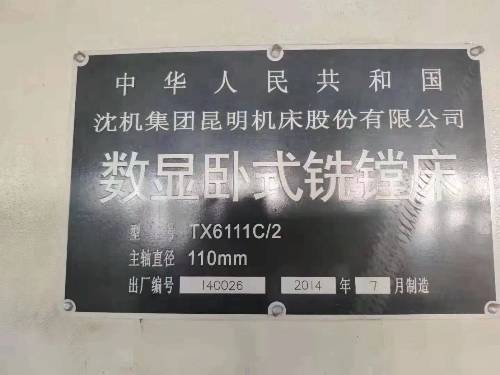 中华人民共和国
沈机集团昆明机床股份有限公司
数显卧式铣镗床
型号 TX6111C/2
主轴直径 110mm
出厂编号 140026 2014 年 7 月制造